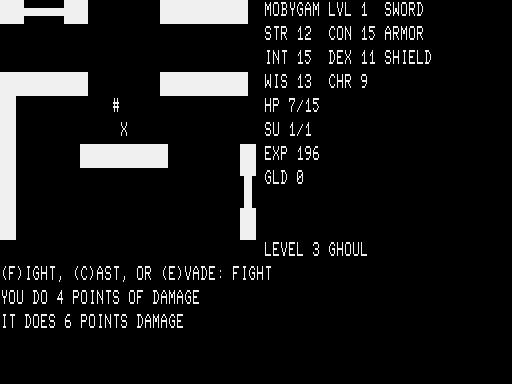 MOBYGAM LVL 1 SWORD
STR 12 CON 15 ARMOR
INT 15 DEX 11 SHIELD
WIS 13 CHR 9
#
HP 7/15
X
SU 1/1
EXP 196
GLD 0
LEVEL 3 GHOUL
(F)IGHT, (C)AST, OR (E)VADE: FIGHT
YOU DO 4 POINTS OF DAMAGE
IT DOES 6 POINTS DAMAGE